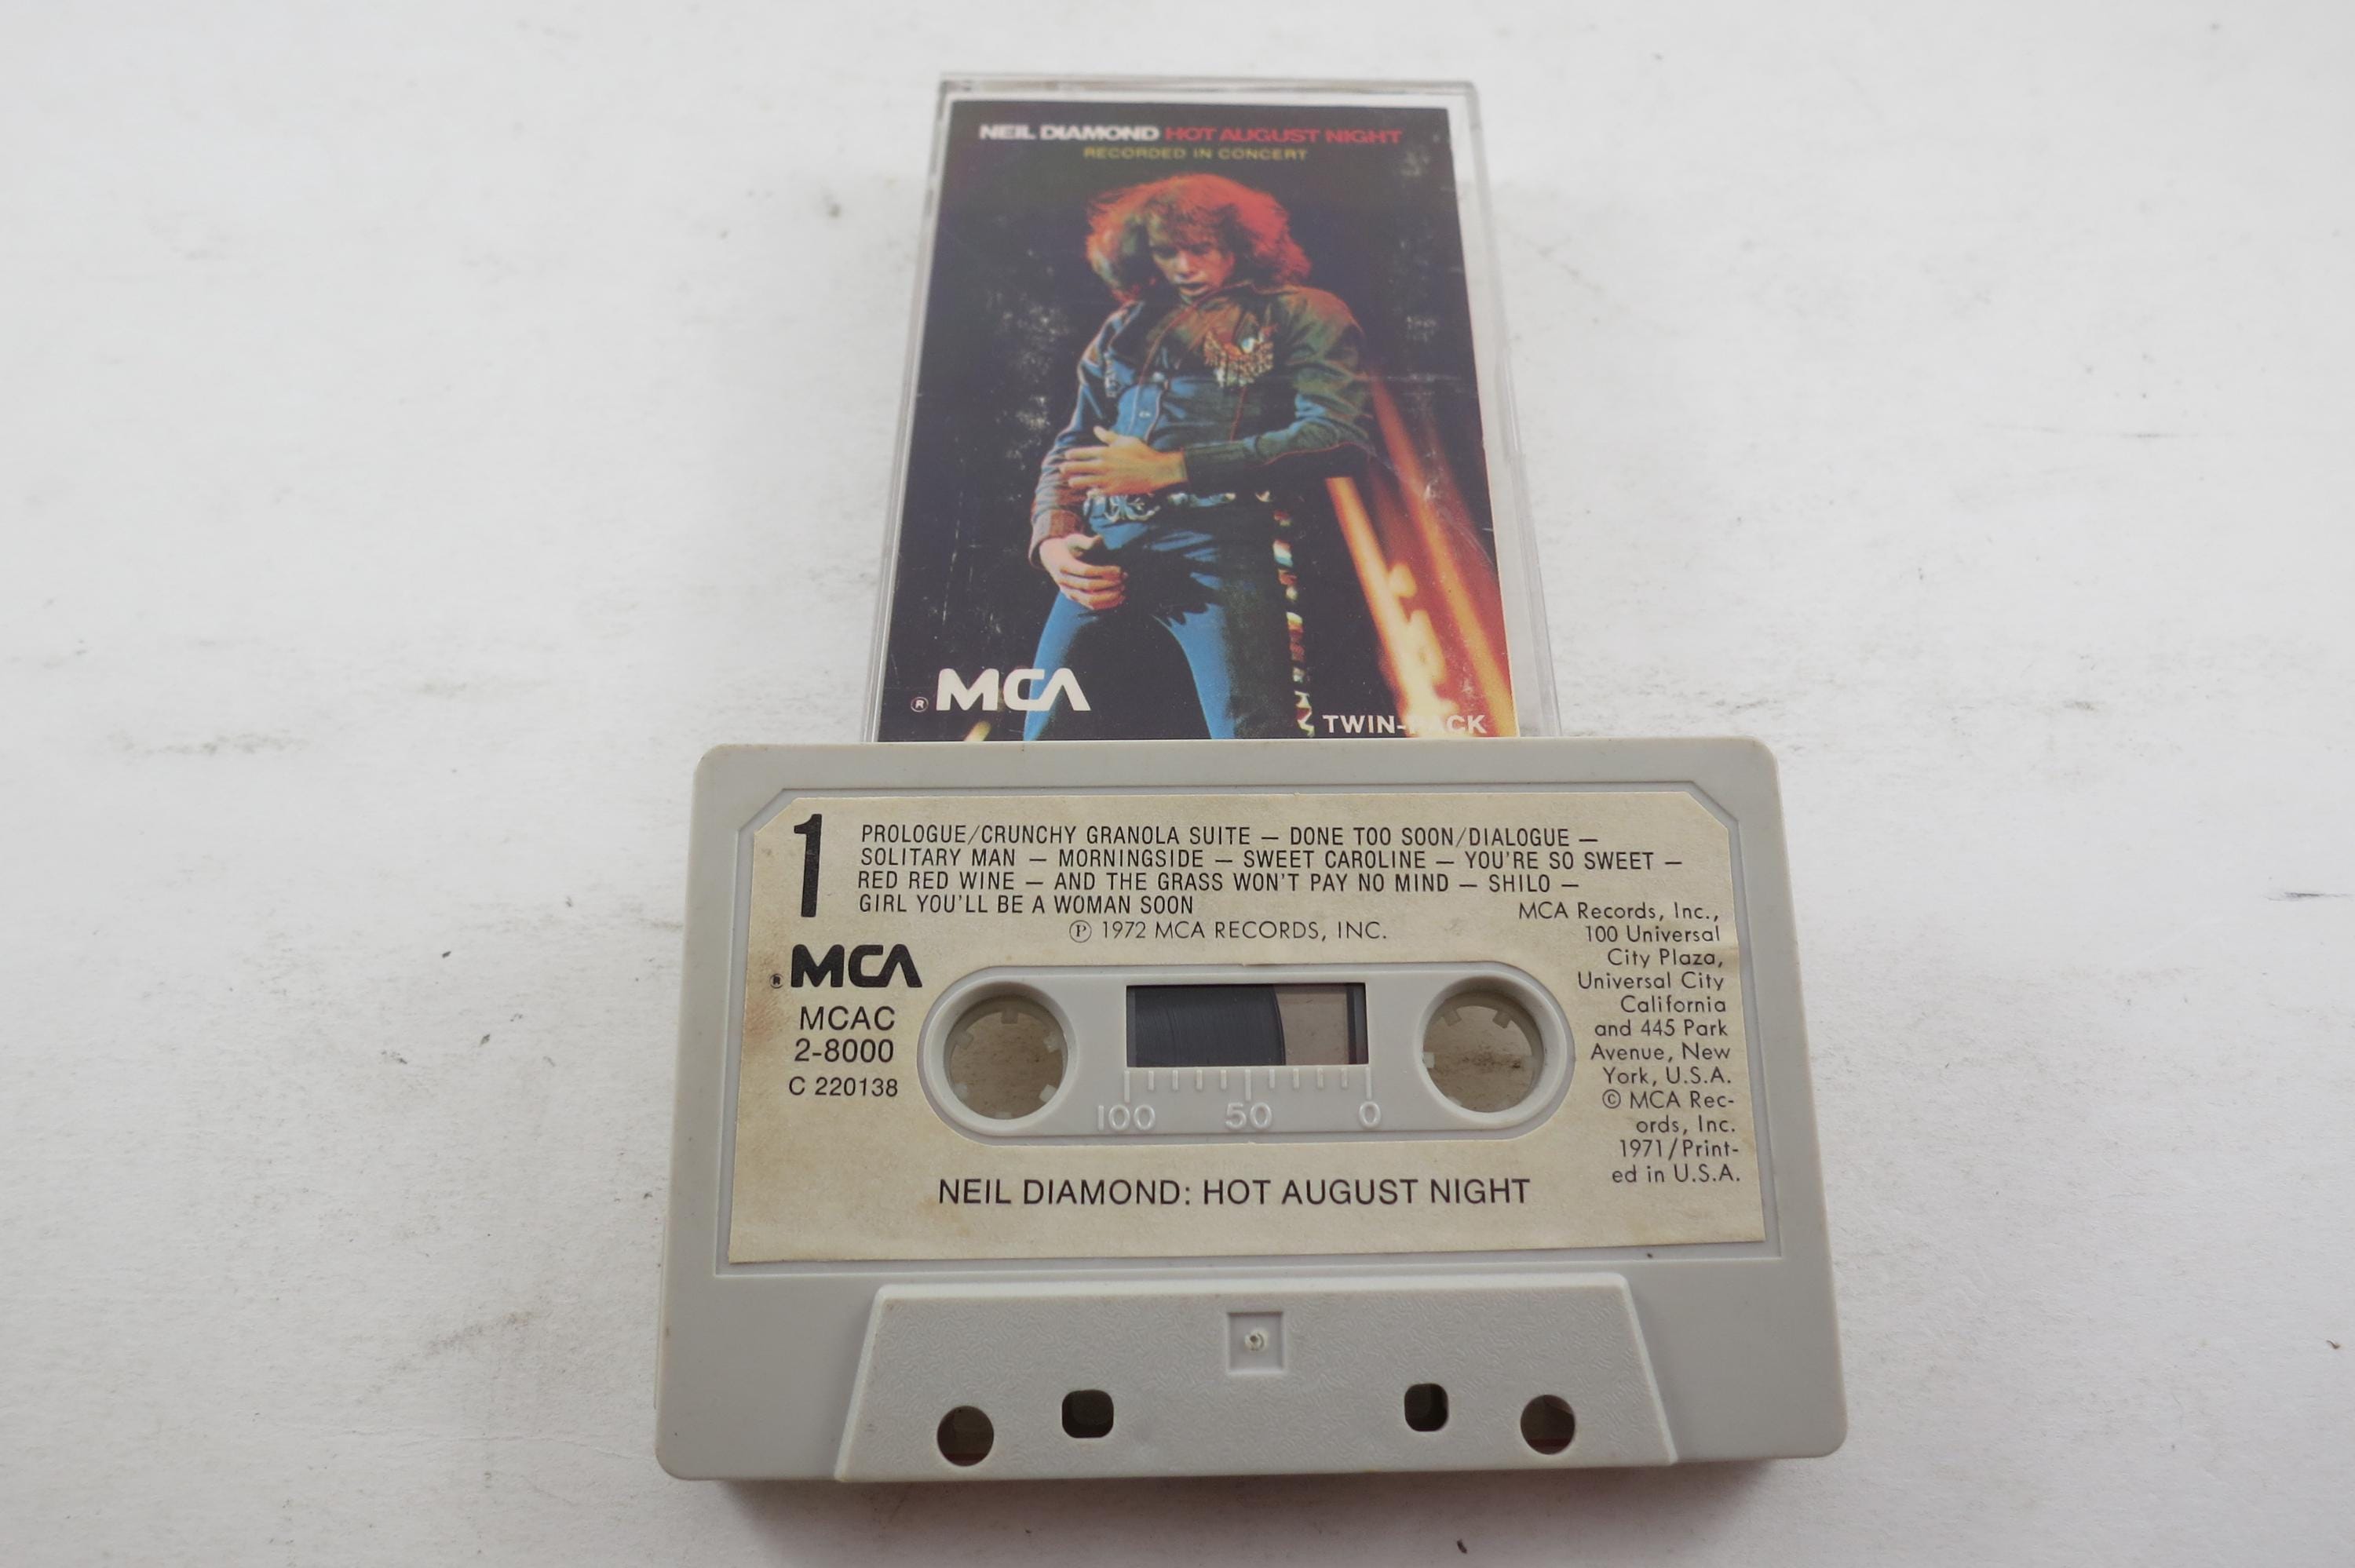 NEIL DIAMOND HOT AUGUST NIGHT
RECORDED IN CONCERT
® MCA
TWIN-PACK
1
PROLOGUE/CRUNCHY GRANOLA SUITE — DONE TOO SOON/DIALOGUE —
SOLITARY MAN — MORNINGSIDE — SWEET CAROLINE — YOU'RE SO SWEET —
RED RED WINE — AND THE GRASS WON'T PAY NO MIND — SHILO —
GIRL YOU'LL BE A WOMAN SOON
Ⓟ 1972 MCA RECORDS, INC.
® MCA
MCAC
2-8000
C 220138
MCA Records, Inc.,
100 Universal
City Plaza,
Universal City
California
and 445 Park
Avenue, New
York, U.S.A.
© MCA Rec-
ords, Inc.
1971/Print-
ed in U.S.A.
100 50 0
NEIL DIAMOND: HOT AUGUST NIGHT